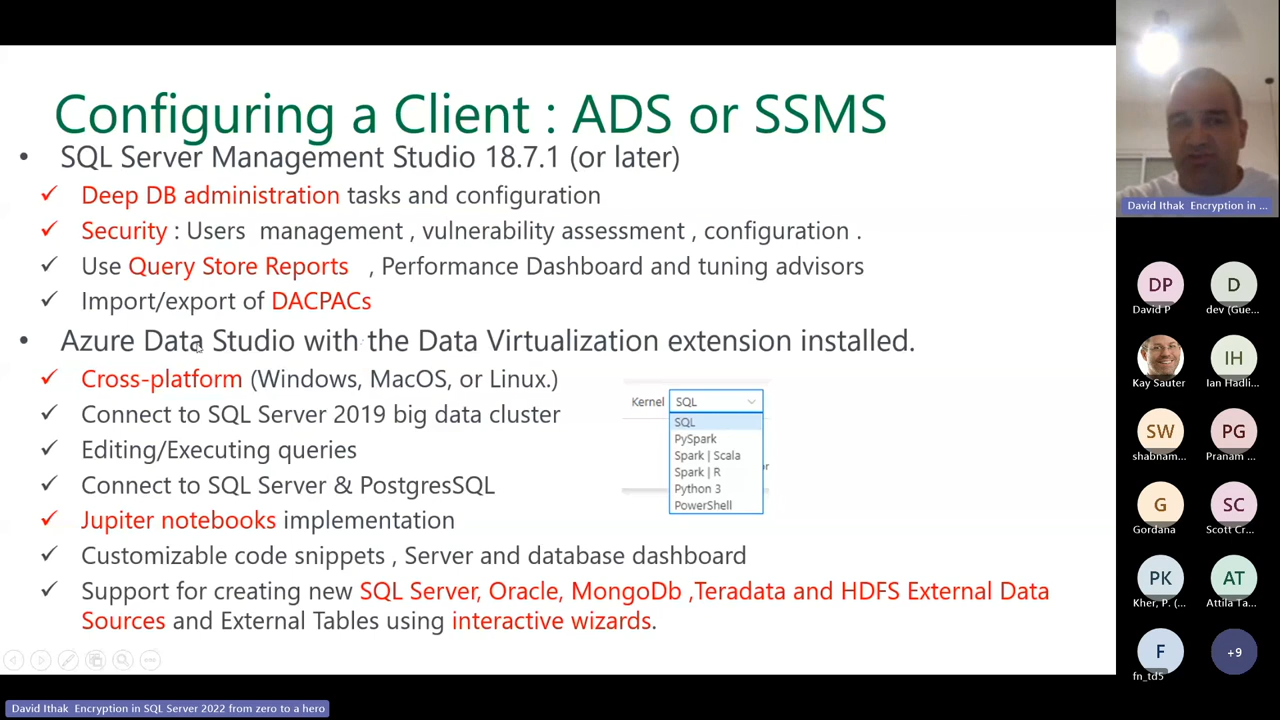 Configuring a Client : ADS or SSMS
• SQL Server Management Studio 18.7.1 (or later)
✓ Deep DB administration tasks and configuration
✓ Security : Users management , vulnerability assessment , configuration .
✓ Use Query Store Reports , Performance Dashboard and tuning advisors
✓ Import/export of DACPACs
• Azure Data Studio with the Data Virtualization extension installed.
✓ Cross-platform (Windows, MacOS, or Linux.)
✓ Connect to SQL Server 2019 big data cluster
✓ Editing/Executing queries
✓ Connect to SQL Server & PostgresSQL
✓ Jupiter notebooks implementation
✓ Customizable code snippets , Server and database dashboard
✓ Support for creating new SQL Server, Oracle, MongoDb ,Teradata and HDFS External Data
Sources and External Tables using interactive wizards.
Kernel SQL
SQL
PySpark
Spark | Scala
Spark | R
Python 3
PowerShell
or
David Ithak Encryption in ...
DP
David P
D
dev (Gue...
Kay Sauter
IH
Ian Hadli...
SW
shabnam...
PG
Pranam ...
G
Gordana
SC
Scott Cr...
PK
Kher, P. (...
AT
Attila Ta...
F
fn_td5
+9
David Ithak Encryption in SQL Server 2022 from zero to a hero